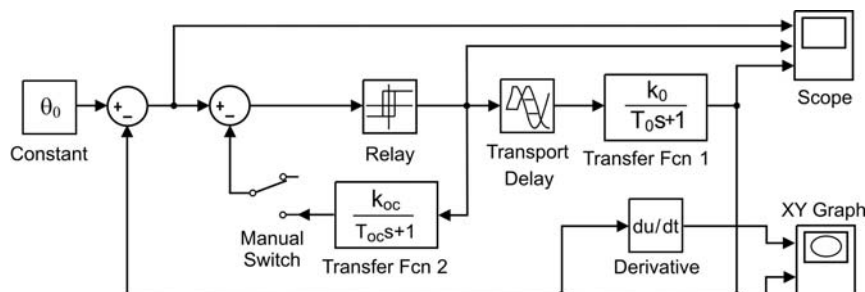 Scope
θ₀
Constant
+
−
+
−
Relay
Transport
Delay
k₀
T₀s+1
Transfer Fcn 1
Manual
Switch
k_oc
T_ocs+1
Transfer Fcn 2
du/dt
Derivative
XY Graph